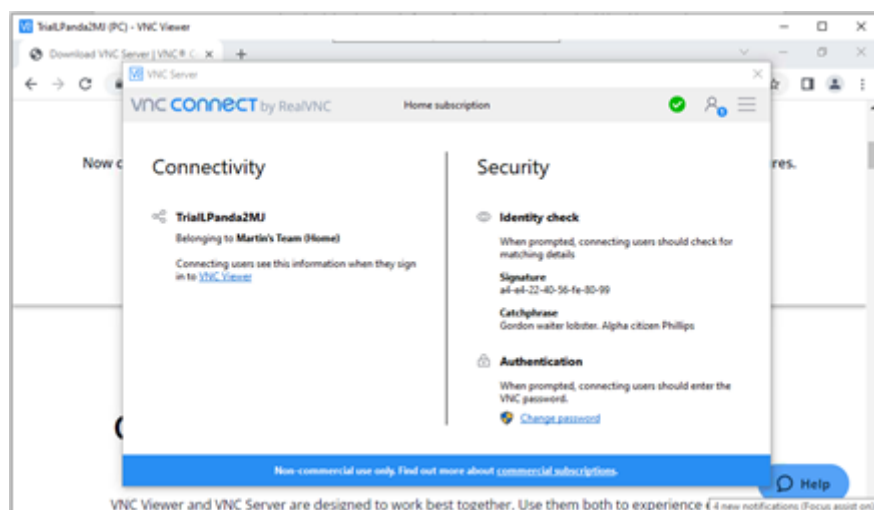 TrialLPanda2MJ (PC) - VNC Viewer
Download VNC Server | VNC®
VNC Server
VNC CONNECT by RealVNC
Home subscription
Now
res.
Connectivity
TrialLPanda2MJ
Belonging to Martin's Team (Home)
Connecting users see this information when they sign
in to VNC Viewer
Security
Identity check
When prompted, connecting users should check for
matching details
Signature
a4-e4-22-40-56-fe-80-99
Catchphrase
Gordon waiter lobster. Alpha citizen Phillips
Authentication
When prompted, connecting users should enter the
VNC password.
Change password
Non-commercial use only. Find out more about commercial subscriptions.
Help
VNC Viewer and VNC Server are designed to work best together. Use them both to experience
4 new notifications (Focus assist on)